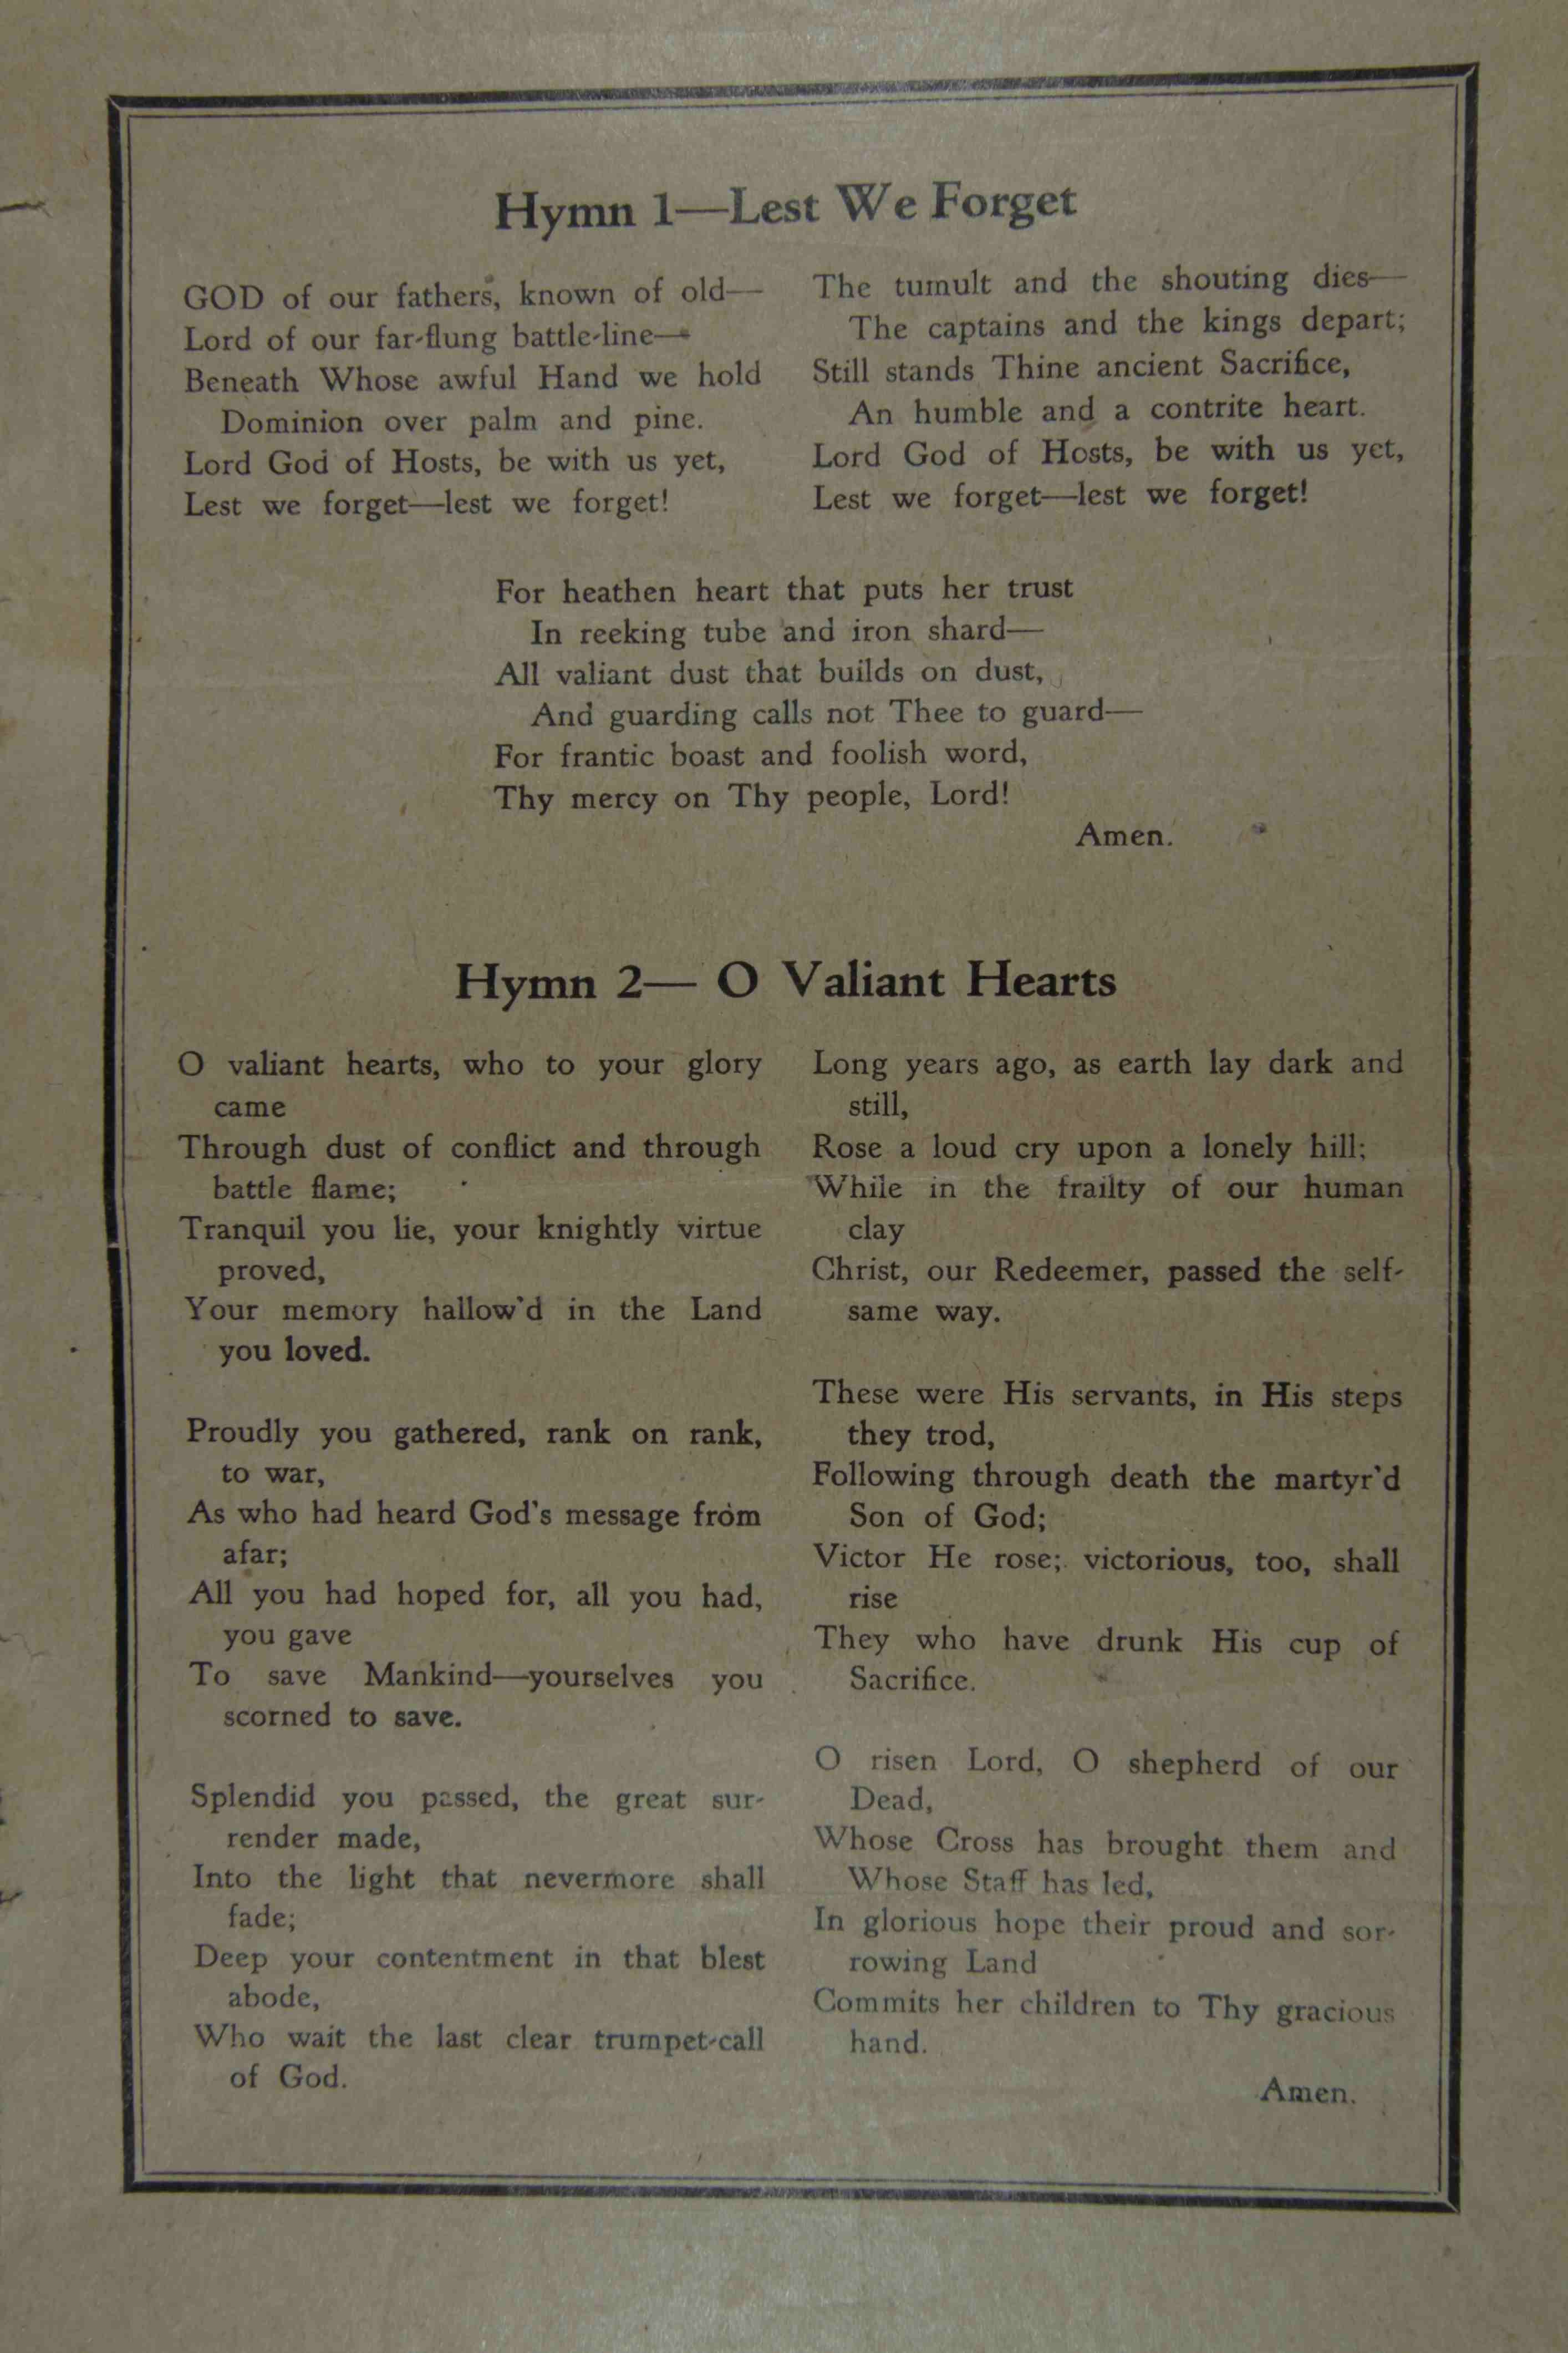 Hymn 1—Lest We Forget
GOD of our fathers, known of old—
Lord of our far-flung battle-line—
Beneath Whose awful Hand we hold
Dominion over palm and pine.
Lord God of Hosts, be with us yet,
Lest we forget—lest we forget!
The tumult and the shouting dies—
The captains and the kings depart;
Still stands Thine ancient Sacrifice,
An humble and a contrite heart.
Lord God of Hosts, be with us yet,
Lest we forget—lest we forget!
For heathen heart that puts her trust
In reeking tube and iron shard—
All valiant dust that builds on dust,
And guarding calls not Thee to guard—
For frantic boast and foolish word,
Thy mercy on Thy people, Lord!
Amen.
Hymn 2— O Valiant Hearts
O valiant hearts, who to your glory
came
Through dust of conflict and through
battle flame;
Tranquil you lie, your knightly virtue
proved,
Your memory hallow'd in the Land
you loved.
Proudly you gathered, rank on rank,
to war,
As who had heard God's message from
afar;
All you had hoped for, all you had,
you gave
To save Mankind—yourselves you
scorned to save.
Splendid you passed, the great sur-
render made,
Into the light that nevermore shall
fade;
Deep your contentment in that blest
abode,
Who wait the last clear trumpet-call
of God.
Long years ago, as earth lay dark and
still,
Rose a loud cry upon a lonely hill;
While in the frailty of our human
clay
Christ, our Redeemer, passed the self-
same way.
These were His servants, in His steps
they trod,
Following through death the martyr'd
Son of God;
Victor He rose; victorious, too, shall
rise
They who have drunk His cup of
Sacrifice.
O risen Lord, O shepherd of our
Dead,
Whose Cross has brought them and
Whose Staff has led,
In glorious hope their proud and sor-
rowing Land
Commits her children to Thy gracious
hand.
Amen.